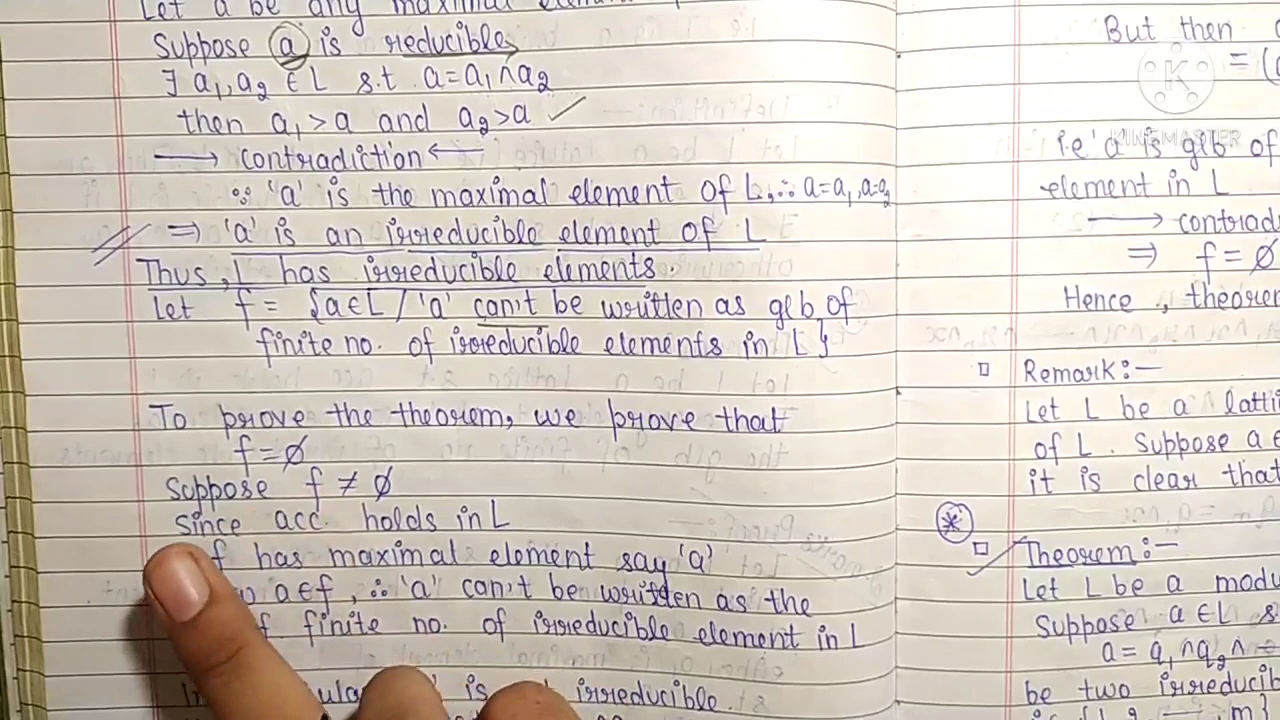 Let a be any maximal
Suppose (a) is reducible
∃ a₁, a₂ ∈ L s.t. a = a₁ ∧ a₂
then a₁ > a and a₂ > a ✓
⟶ contradiction ⟵
∵ 'a' is the maximal element of L, ∴ a = a₁, a = a₂
⇒ 'a' is an irreducible element of L
Thus, L has irreducible elements.
Let f = {a ∈ L / 'a' can't be written as glb of
finite no. of irreducible elements in L}
To prove the theorem, we prove that
f = ∅
Suppose f ≠ ∅
Since acc. holds in L
f has maximal element say 'a'
a ∈ f, ∴ 'a' can't be written as the
finite no. of irreducible element in L
is irreducible.
But then
= (
KINEMASTER
i.e 'a' is glb of
element in L
⟶ contrad
⇒ f = ∅
Hence, theorem
Remark:—
Let L be a latti
of L. Suppose a ∈
it is clear that
* Theorem:—
Let L be a modu
Suppose a ∈ L s
a = q₁ ∧ q₂ ∧
be two irreducib